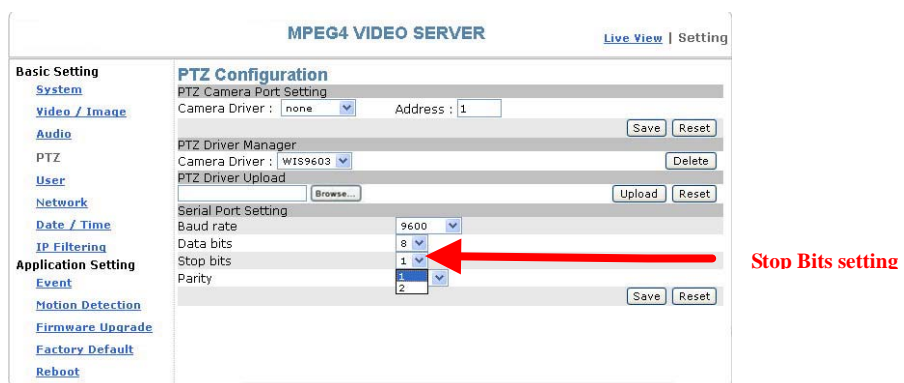 MPEG4 VIDEO SERVER
Live View | Setting
Basic Setting
System
Video / Image
Audio
PTZ
User
Network
Date / Time
IP Filtering
Application Setting
Event
Motion Detection
Firmware Upgrade
Factory Default
Reboot
PTZ Configuration
PTZ Camera Port Setting
Camera Driver : none Address : 1
Save Reset
PTZ Driver Manager
Camera Driver : WIS9603 Delete
PTZ Driver Upload
Browse... Upload Reset
Serial Port Setting
Baud rate 9600
Data bits 8
Stop bits 1
1
2
Parity
Save Reset
Stop Bits setting